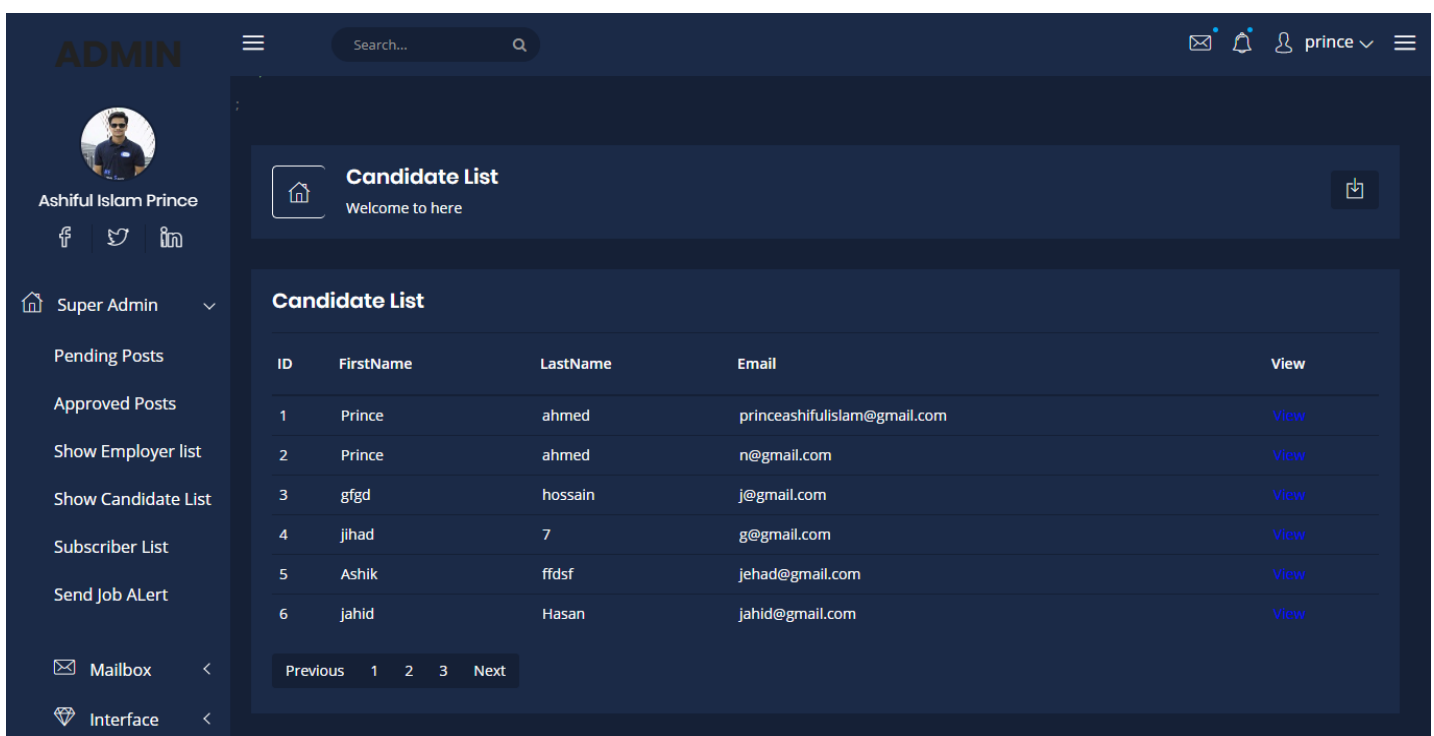 ADMIN
Search...
prince
;
Ashiful Islam Prince
Candidate List
Welcome to here
Super Admin
Pending Posts
Approved Posts
Show Employer list
Show Candidate List
Subscriber List
Send Job ALert
Mailbox
Interface
Candidate List
ID FirstName LastName Email View
1 Prince ahmed princeashifulislam@gmail.com View
2 Prince ahmed n@gmail.com View
3 gfgd hossain j@gmail.com View
4 jihad 7 g@gmail.com View
5 Ashik ffdsf jehad@gmail.com View
6 jahid Hasan jahid@gmail.com View
Previous 1 2 3 Next